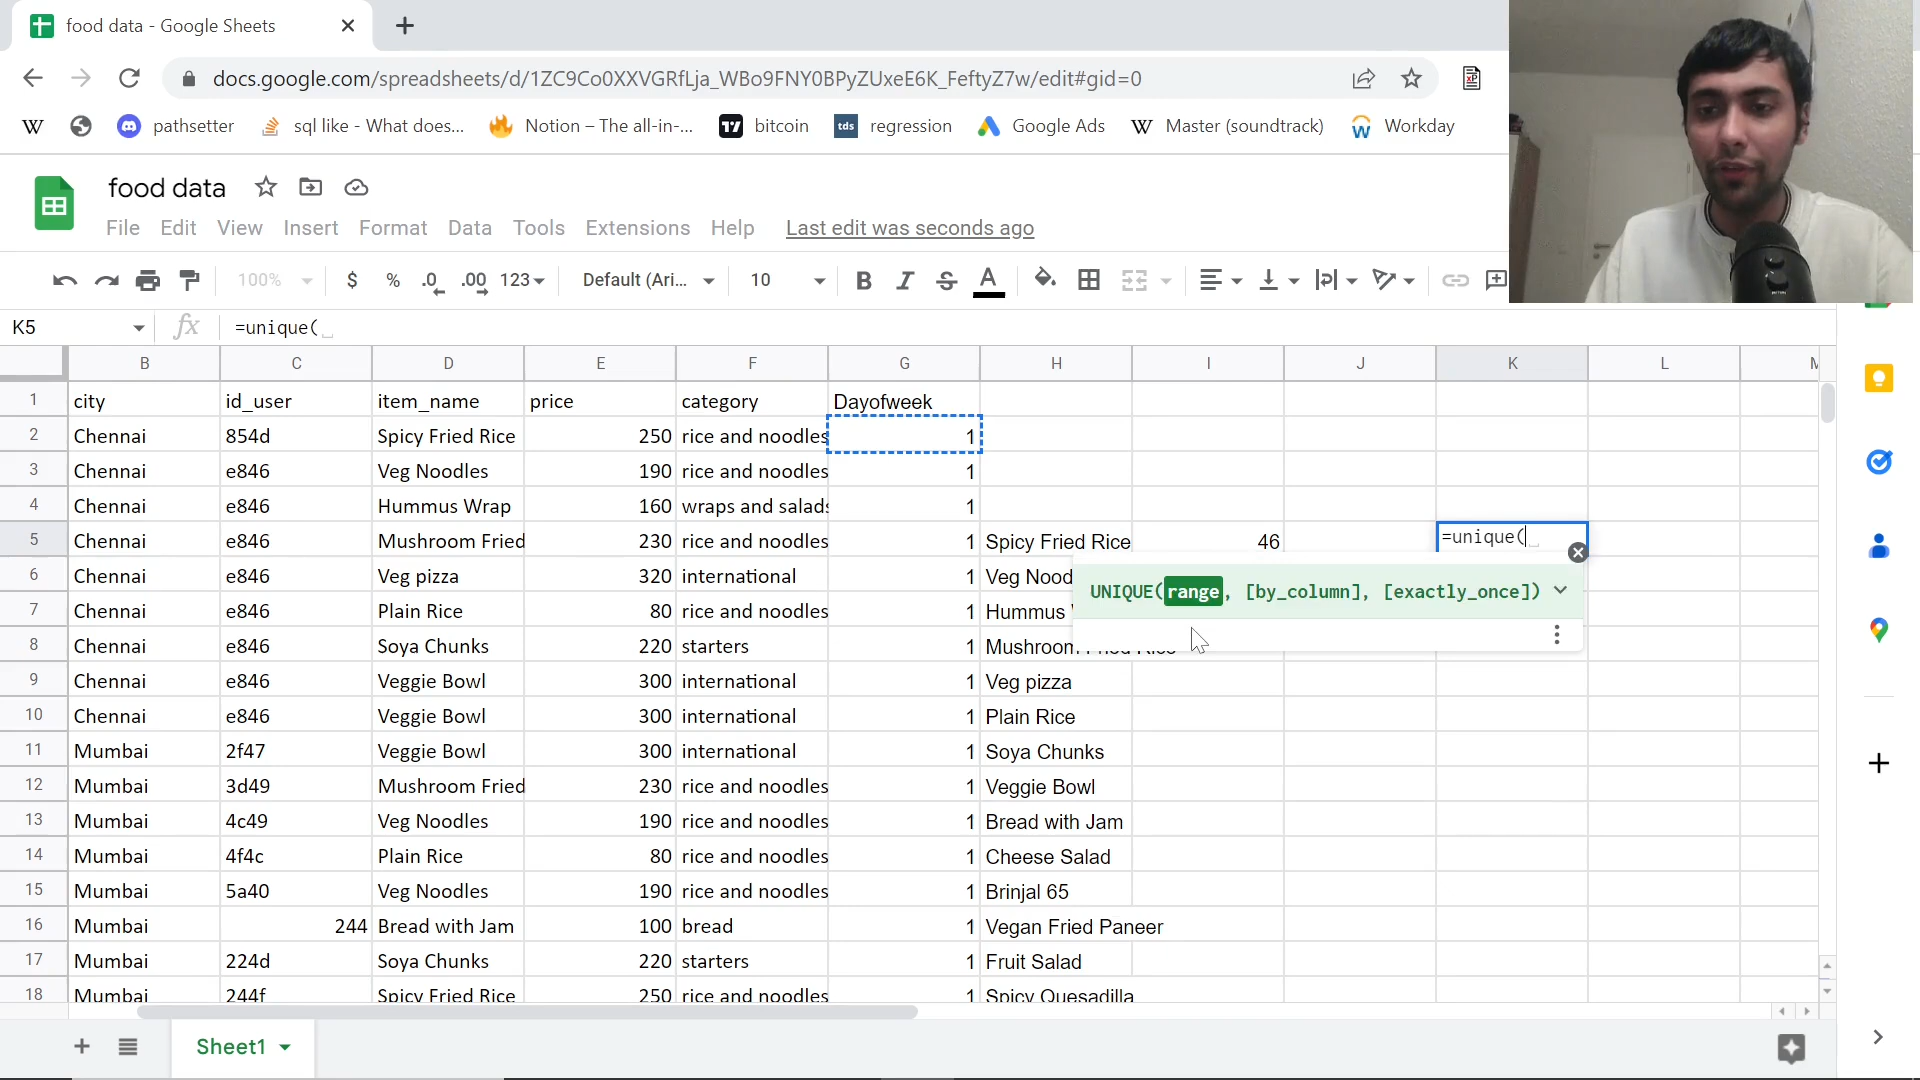 food data - Google Sheets
docs.google.com/spreadsheets/d/1ZC9Co0XXVGRfLja_WBo9FNY0BPyZUxeE6K_FeftyZ7w/edit#gid=0
W pathsetter sql like - What does... Notion – The all-in-... 17 bitcoin tds regression Google Ads W Master (soundtrack) W Workday
food data
File Edit View Insert Format Data Tools Extensions Help Last edit was seconds ago
100% $ % .0 .00 123 Default (Ari... 10 B I S A
K5 fx =unique(
B C D E F G H I J K L
1 city id_user item_name price category Dayofweek
2 Chennai 854d Spicy Fried Rice 250 rice and noodles 1
3 Chennai e846 Veg Noodles 190 rice and noodles 1
4 Chennai e846 Hummus Wrap 160 wraps and salads 1
5 Chennai e846 Mushroom Fried 230 rice and noodles 1 Spicy Fried Rice 46 =unique(
6 Chennai e846 Veg pizza 320 international 1 Veg Nood
UNIQUE(range, [by_column], [exactly_once])
7 Chennai e846 Plain Rice 80 rice and noodles 1 Hummus
8 Chennai e846 Soya Chunks 220 starters 1 Mushroom Fried Rice
9 Chennai e846 Veggie Bowl 300 international 1 Veg pizza
10 Chennai e846 Veggie Bowl 300 international 1 Plain Rice
11 Mumbai 2f47 Veggie Bowl 300 international 1 Soya Chunks
12 Mumbai 3d49 Mushroom Fried 230 rice and noodles 1 Veggie Bowl
13 Mumbai 4c49 Veg Noodles 190 rice and noodles 1 Bread with Jam
14 Mumbai 4f4c Plain Rice 80 rice and noodles 1 Cheese Salad
15 Mumbai 5a40 Veg Noodles 190 rice and noodles 1 Brinjal 65
16 Mumbai 244 Bread with Jam 100 bread 1 Vegan Fried Paneer
17 Mumbai 224d Soya Chunks 220 starters 1 Fruit Salad
18 Mumbai 244f Spicy Fried Rice 250 rice and noodles 1 Spicy Quesadilla
Sheet1